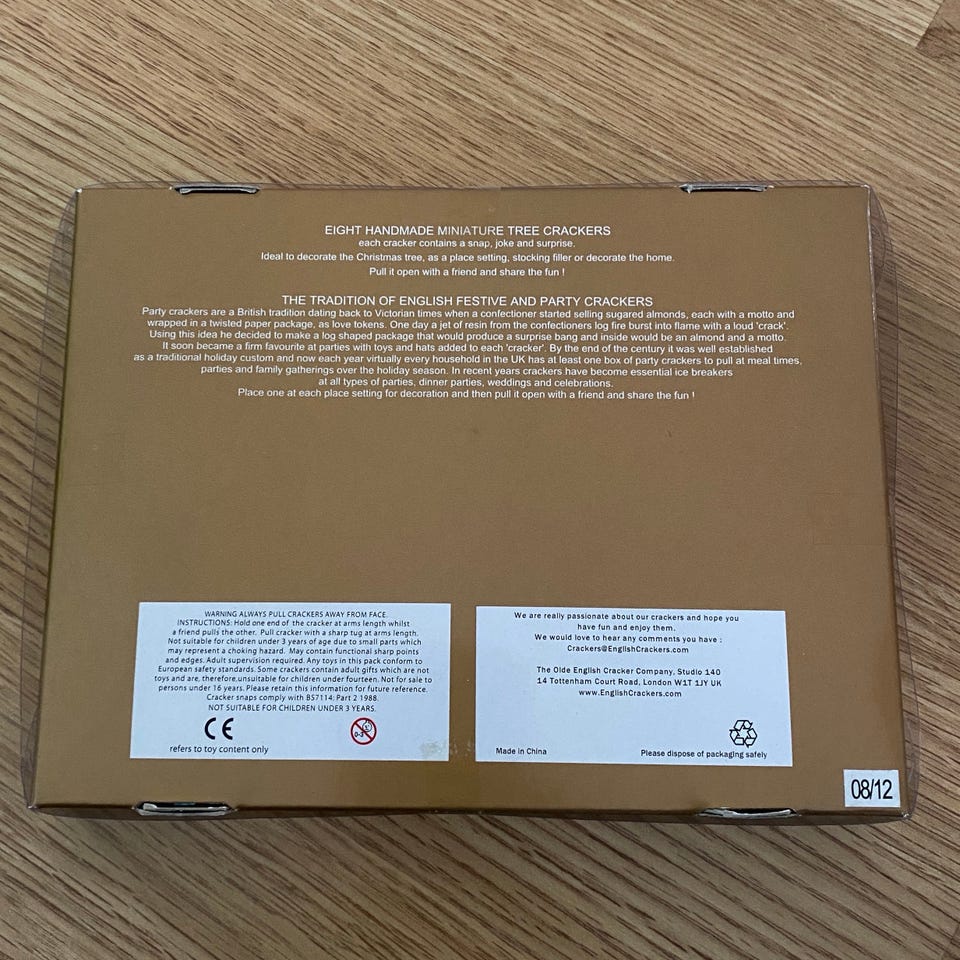 EIGHT HANDMADE MINIATURE TREE CRACKERS
each cracker contains a snap, joke and surprise.
Ideal to decorate the Christmas tree, as a place setting, stocking filler or decorate the home.
Pull it open with a friend and share the fun !
THE TRADITION OF ENGLISH FESTIVE AND PARTY CRACKERS
Party crackers are a British tradition dating back to Victorian times when a confectioner started selling sugared almonds, each with a motto and
wrapped in a twisted paper package, as love tokens. One day a jet of resin from the confectioners log fire burst into flame with a loud 'crack'.
Using this idea he decided to make a log shaped package that would produce a surprise bang and inside would be an almond and a motto.
It soon became a firm favourite at parties with toys and hats added to each 'cracker'. By the end of the century it was well established
as a traditional holiday custom and now each year virtually every household in the UK has at least one box of party crackers to pull at meal times,
parties and family gatherings over the holiday season. In recent years crackers have become essential ice breakers
at all types of parties, dinner parties, weddings and celebrations.
Place one at each place setting for decoration and then pull it open with a friend and share the fun !
WARNING ALWAYS PULL CRACKERS AWAY FROM FACE.
INSTRUCTIONS: Hold one end of the cracker at arms length whilst
a friend pulls the other. Pull cracker with a sharp tug at arms length.
Not suitable for children under 3 years of age due to small parts which
may represent a choking hazard. May contain functional sharp points
and edges. Adult supervision required. Any toys in this pack conform to
European safety standards. Some crackers contain adult gifts which are not
toys and are, therefore,unsuitable for children under fourteen. Not for sale to
persons under 16 years. Please retain this information for future reference.
Cracker snaps comply with BS7114; Part 2 1988.
NOT SUITABLE FOR CHILDREN UNDER 3 YEARS.
CE
0-3
refers to toy content only
We are really passionate about our crackers and hope you
have fun and enjoy them.
We would love to hear any comments you have :
Crackers@EnglishCrackers.com
The Olde English Cracker Company, Studio 140
14 Tottenham Court Road, London W1T 1JY UK
www.EnglishCrackers.com
Made in China
Please dispose of packaging safely
08/12